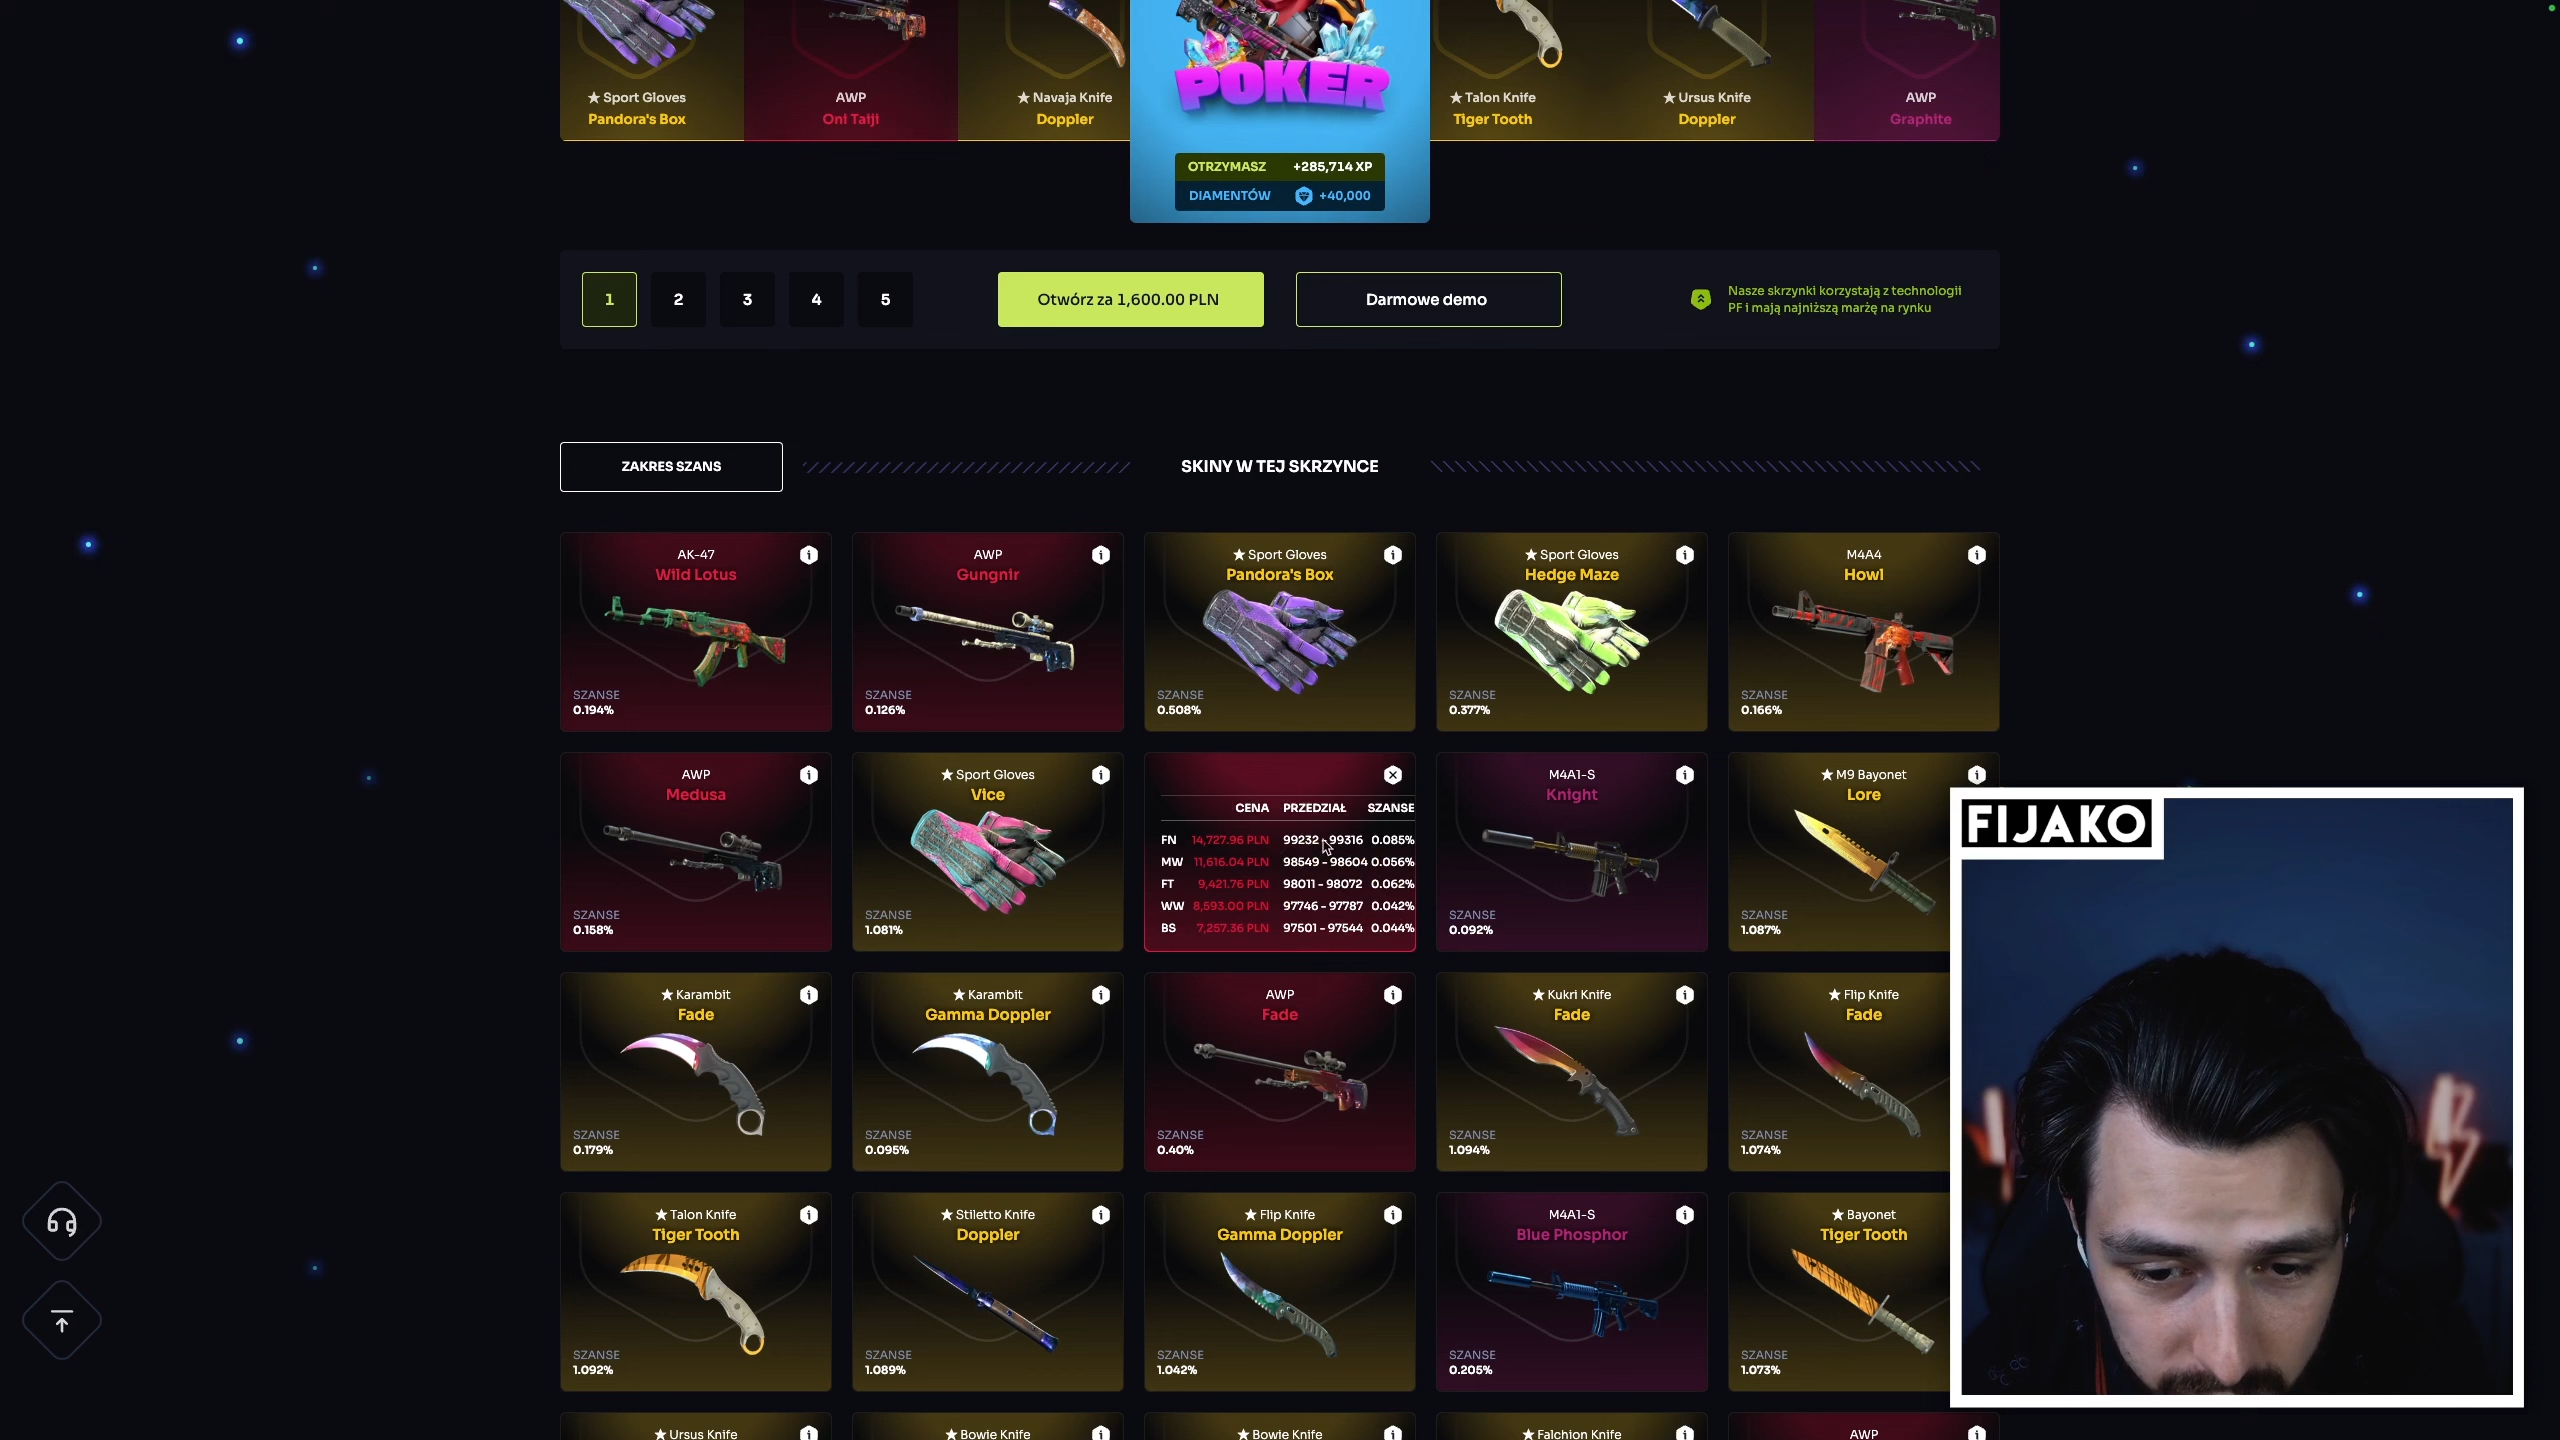 ★ Sport Gloves
Pandora's Box
AWP
Oni Taiji
★ Navaja Knife
Doppler
POKER
OTRZYMASZ +285,714 XP
DIAMENTÓW +40,000
★ Talon Knife
Tiger Tooth
★ Ursus Knife
Doppler
AWP
Graphite
1 2 3 4 5
Otwórz za 1,600.00 PLN
Darmowe demo
Nasze skrzynki korzystają z technologii
PF i mają najniższą marżę na rynku
ZAKRES SZANS
SKINY W TEJ SKRZYNCE
AK-47
Wild Lotus
SZANSE
0.194%
AWP
Gungnir
SZANSE
0.126%
★ Sport Gloves
Pandora's Box
SZANSE
0.508%
★ Sport Gloves
Hedge Maze
SZANSE
0.377%
M4A4
Howl
SZANSE
0.166%
AWP
Medusa
SZANSE
0.158%
★ Sport Gloves
Vice
SZANSE
1.081%
CENA PRZEDZIAŁ SZANSE
FN 14,727.96 PLN 99232 - 99316 0.085%
MW 11,616.04 PLN 98549 - 98604 0.056%
FT 9,421.76 PLN 98011 - 98072 0.062%
WW 8,593.00 PLN 97746 - 97787 0.042%
BS 7,257.36 PLN 97501 - 97544 0.044%
M4A1-S
Knight
SZANSE
0.092%
★ M9 Bayonet
Lore
SZANSE
1.087%
FIJAKO
★ Karambit
Fade
SZANSE
0.179%
★ Karambit
Gamma Doppler
SZANSE
0.095%
AWP
Fade
SZANSE
0.40%
★ Kukri Knife
Fade
SZANSE
1.094%
★ Flip Knife
Fade
SZANSE
1.074%
★ Talon Knife
Tiger Tooth
SZANSE
1.092%
★ Stiletto Knife
Doppler
SZANSE
1.089%
★ Flip Knife
Gamma Doppler
SZANSE
1.042%
M4A1-S
Blue Phosphor
SZANSE
0.205%
★ Bayonet
Tiger Tooth
SZANSE
1.073%
★ Ursus Knife
★ Bowie Knife
★ Bowie Knife
★ Falchion Knife
AWP